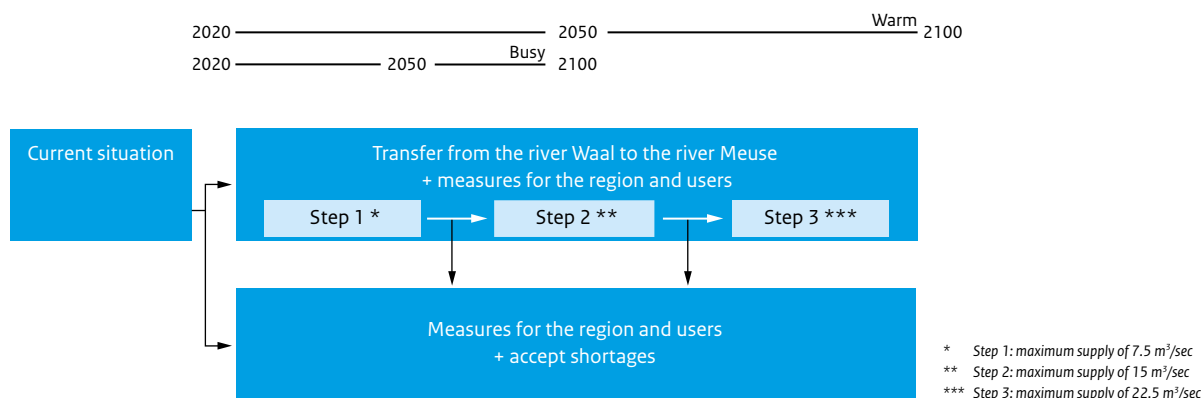 Warm
2020 2050 2100
Busy
2020 2050 2100
Current situation
Transfer from the river Waal to the river Meuse
+ measures for the region and users
Step 1 * Step 2 ** Step 3 ***
Measures for the region and users
+ accept shortages
* Step 1: maximum supply of 7.5 m³/sec
** Step 2: maximum supply of 15 m³/sec
*** Step 3: maximum supply of 22.5 m³/sec